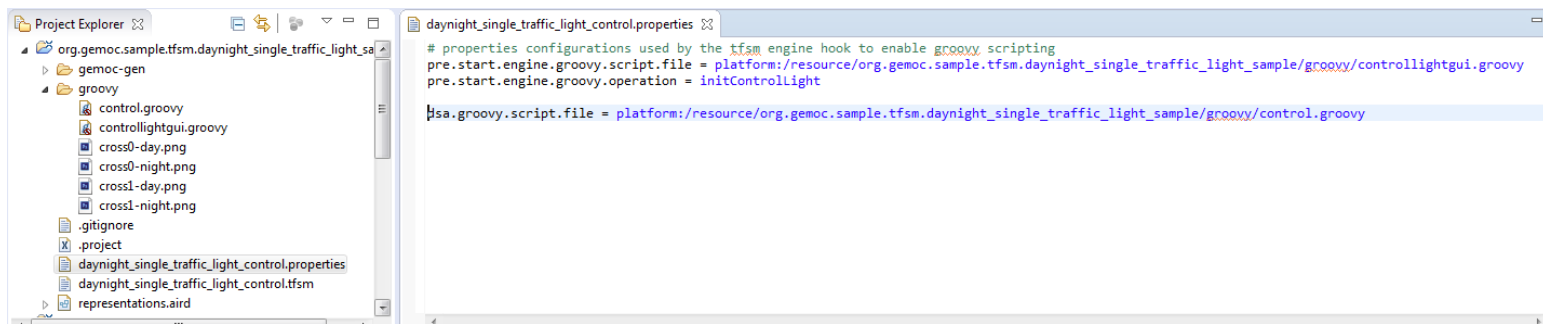 Project Explorer
org.gemoc.sample.tfsm.daynight_single_traffic_light_sa
gemoc-gen
groovy
control.groovy
controllightgui.groovy
cross0-day.png
cross0-night.png
cross1-day.png
cross1-night.png
.gitignore
.project
daynight_single_traffic_light_control.properties
daynight_single_traffic_light_control.tfsm
representations.aird
daynight_single_traffic_light_control.properties
# properties configurations used by the tfsm engine hook to enable groovy scripting
pre.start.engine.groovy.script.file = platform:/resource/org.gemoc.sample.tfsm.daynight_single_traffic_light_sample/groovy/controllightgui.groovy
pre.start.engine.groovy.operation = initControlLight
dsa.groovy.script.file = platform:/resource/org.gemoc.sample.tfsm.daynight_single_traffic_light_sample/groovy/control.groovy